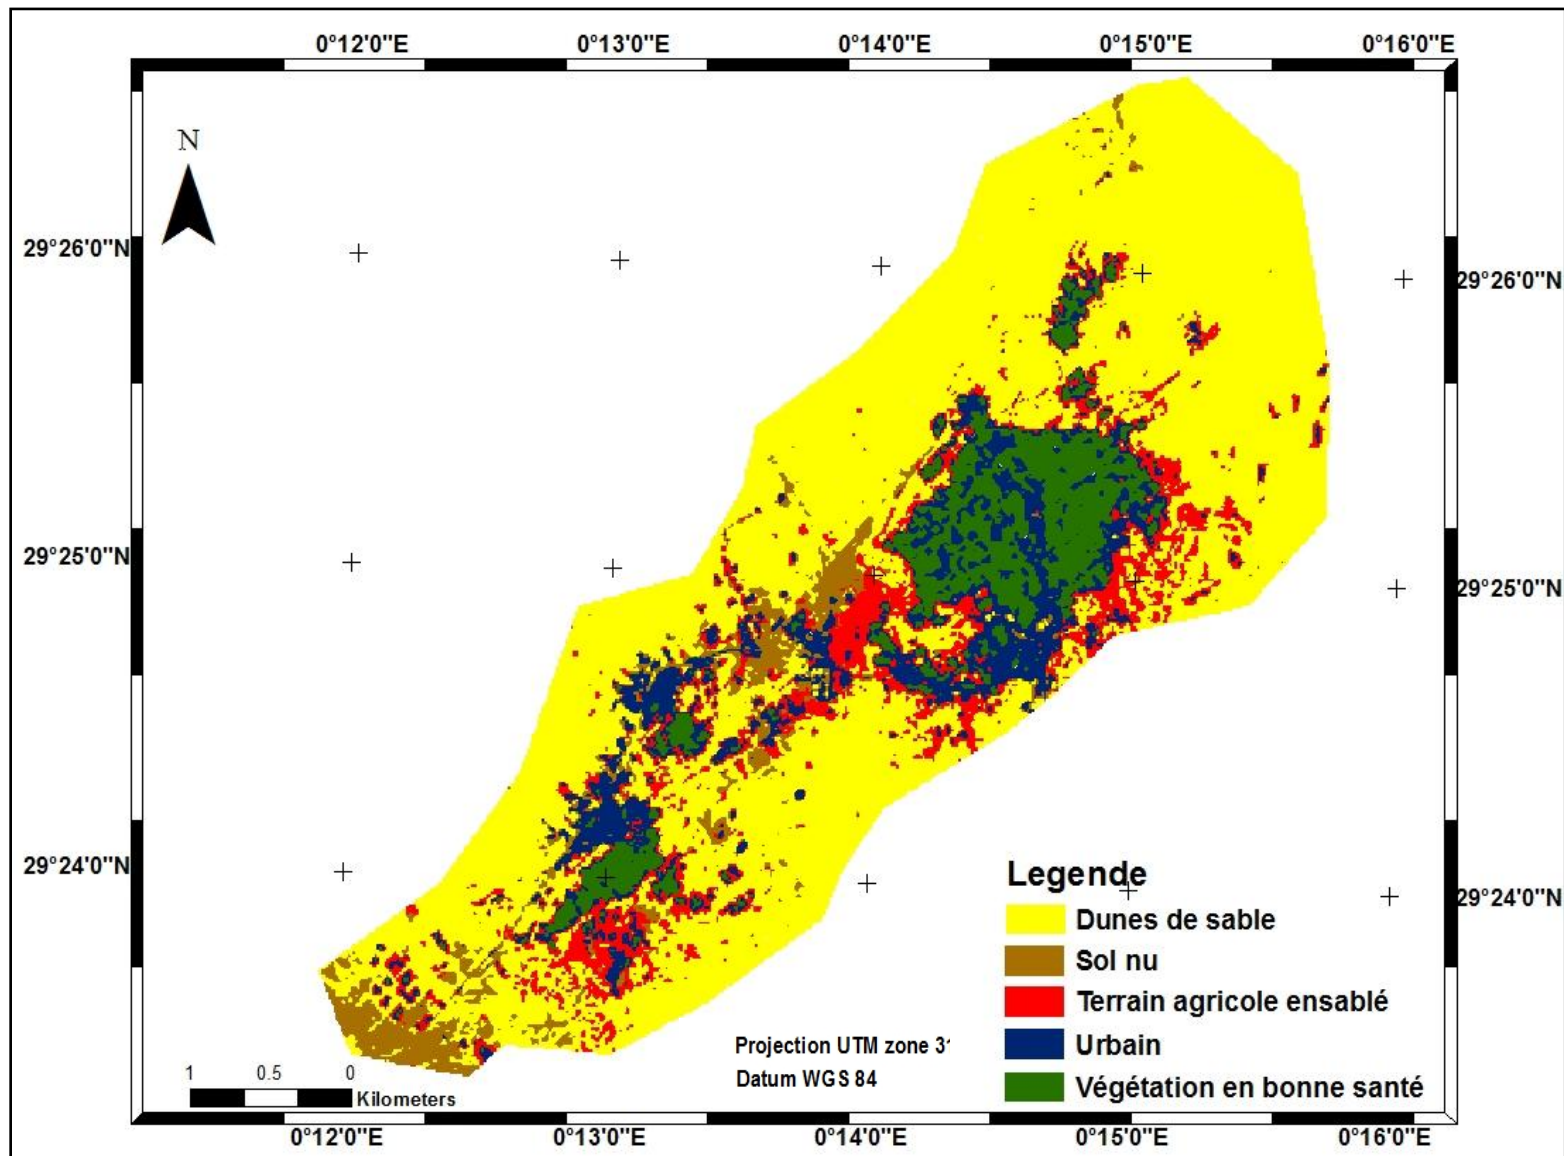 0°12'0"E 0°13'0"E 0°14'0"E 0°15'0"E 0°16'0"E
N
29°26'0"N
29°26'0"N
29°25'0"N
29°25'0"N
29°24'0"N
29°24'0"N
Legende
Dunes de sable
Sol nu
Terrain agricole ensablé
Urbain
Végétation en bonne santé
Projection UTM zone
Datum WGS 84
1 0.5 0
Kilometers
0°12'0"E 0°13'0"E 0°14'0"E 0°15'0"E 0°16'0"E